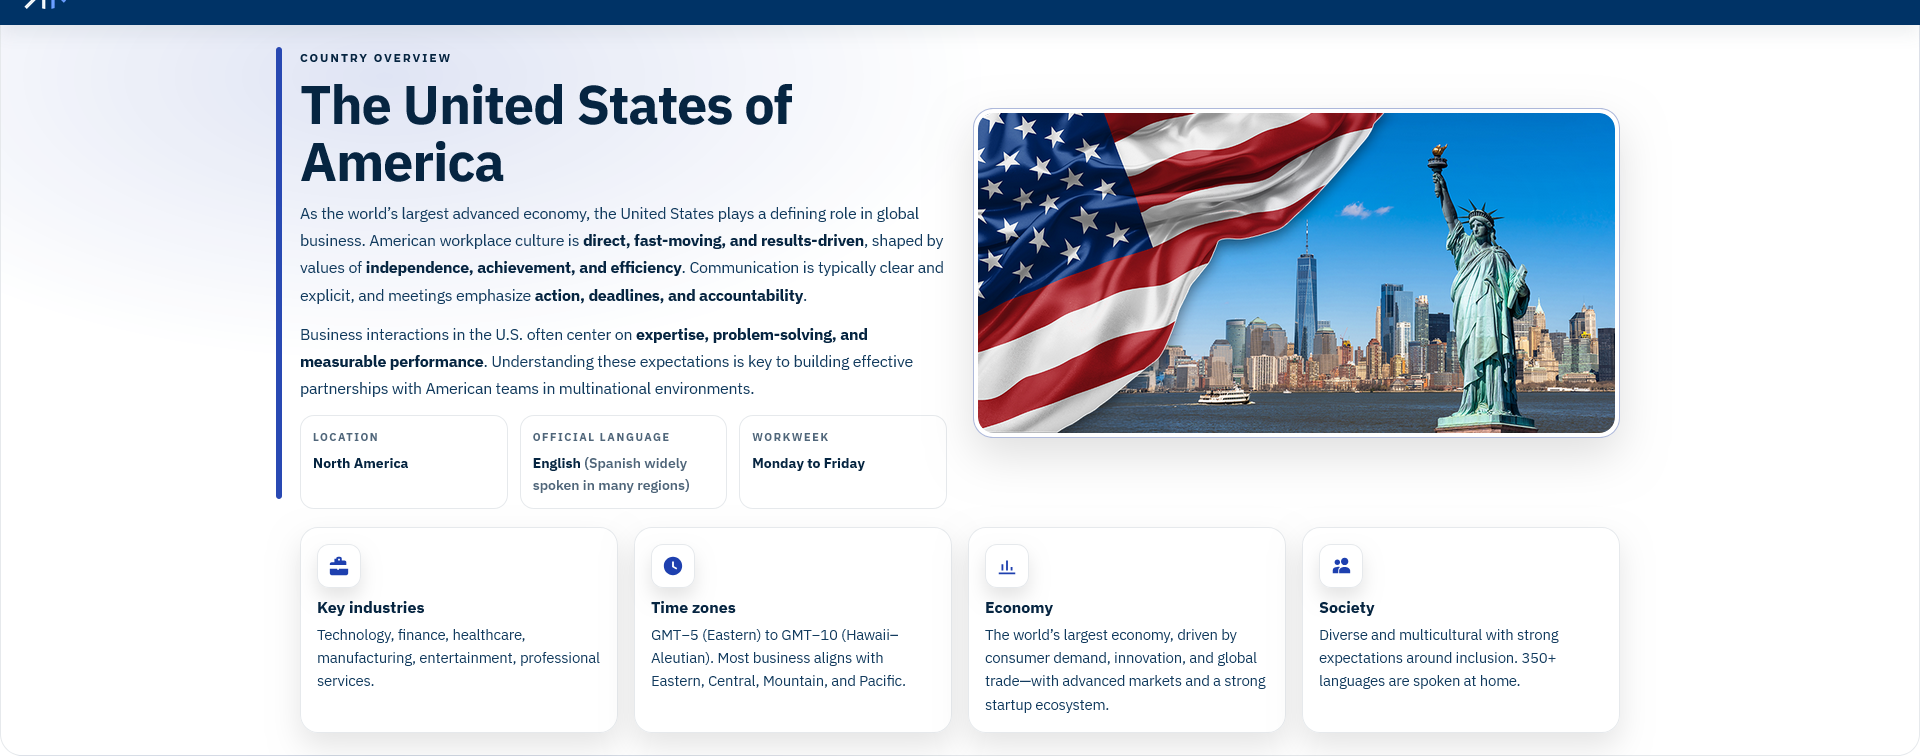 COUNTRY OVERVIEW
The United States of
America
As the world’s largest advanced economy, the United States plays a defining role in global
business. American workplace culture is direct, fast-moving, and results-driven, shaped by
values of independence, achievement, and efficiency. Communication is typically clear and
explicit, and meetings emphasize action, deadlines, and accountability.
Business interactions in the U.S. often center on expertise, problem-solving, and
measurable performance. Understanding these expectations is key to building effective
partnerships with American teams in multinational environments.
LOCATION
North America
OFFICIAL LANGUAGE
English (Spanish widely
spoken in many regions)
WORKWEEK
Monday to Friday
Key industries
Technology, finance, healthcare,
manufacturing, entertainment, professional
services.
Time zones
GMT−5 (Eastern) to GMT−10 (Hawaii–
Aleutian). Most business aligns with
Eastern, Central, Mountain, and Pacific.
Economy
The world’s largest economy, driven by
consumer demand, innovation, and global
trade—with advanced markets and a strong
startup ecosystem.
Society
Diverse and multicultural with strong
expectations around inclusion. 350+
languages are spoken at home.